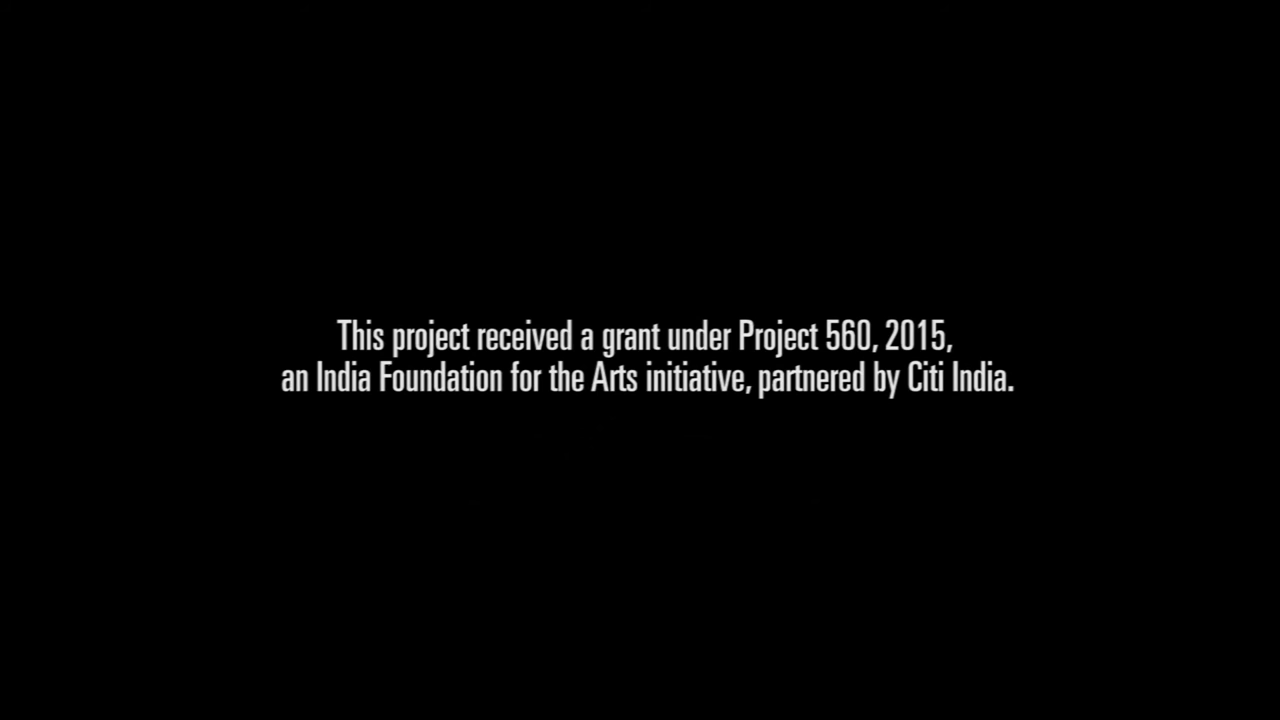 This project received a grant under Project 560, 2015,
an India Foundation for the Arts initiative, partnered by Citi India.